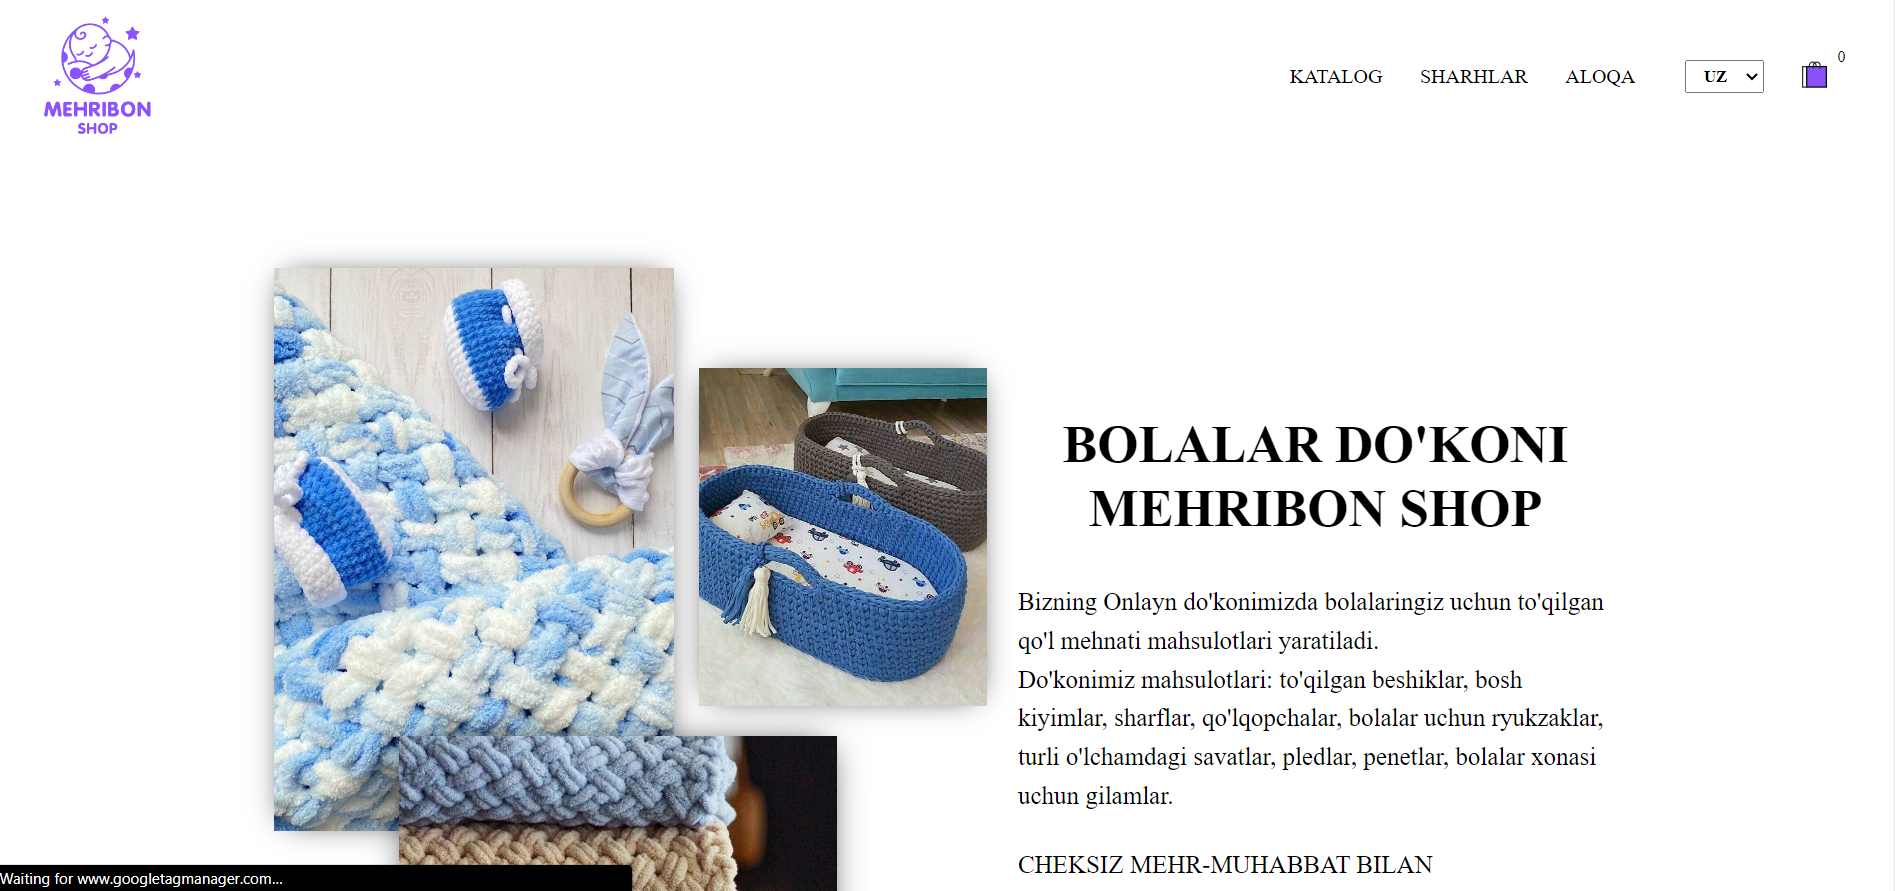 MEHRIBON
SHOP
KATALOG
SHARHLAR
ALOQA
UZ
0
BOLALAR DO'KONI
MEHRIBON SHOP
Bizning Onlayn do'konimizda bolalaringiz uchun to'qilgan
qo'l mehnati mahsulotlari yaratiladi.
Do'konimiz mahsulotlari: to'qilgan beshiklar, bosh
kiyimlar, sharflar, qo'lqopchalar, bolalar uchun ryukzaklar,
turli o'lchamdagi savatlar, pledlar, penetlar, bolalar xonasi
uchun gilamlar.
CHEKSIZ MEHR-MUHABBAT BILAN
Waiting for www.googletagmanager.com...